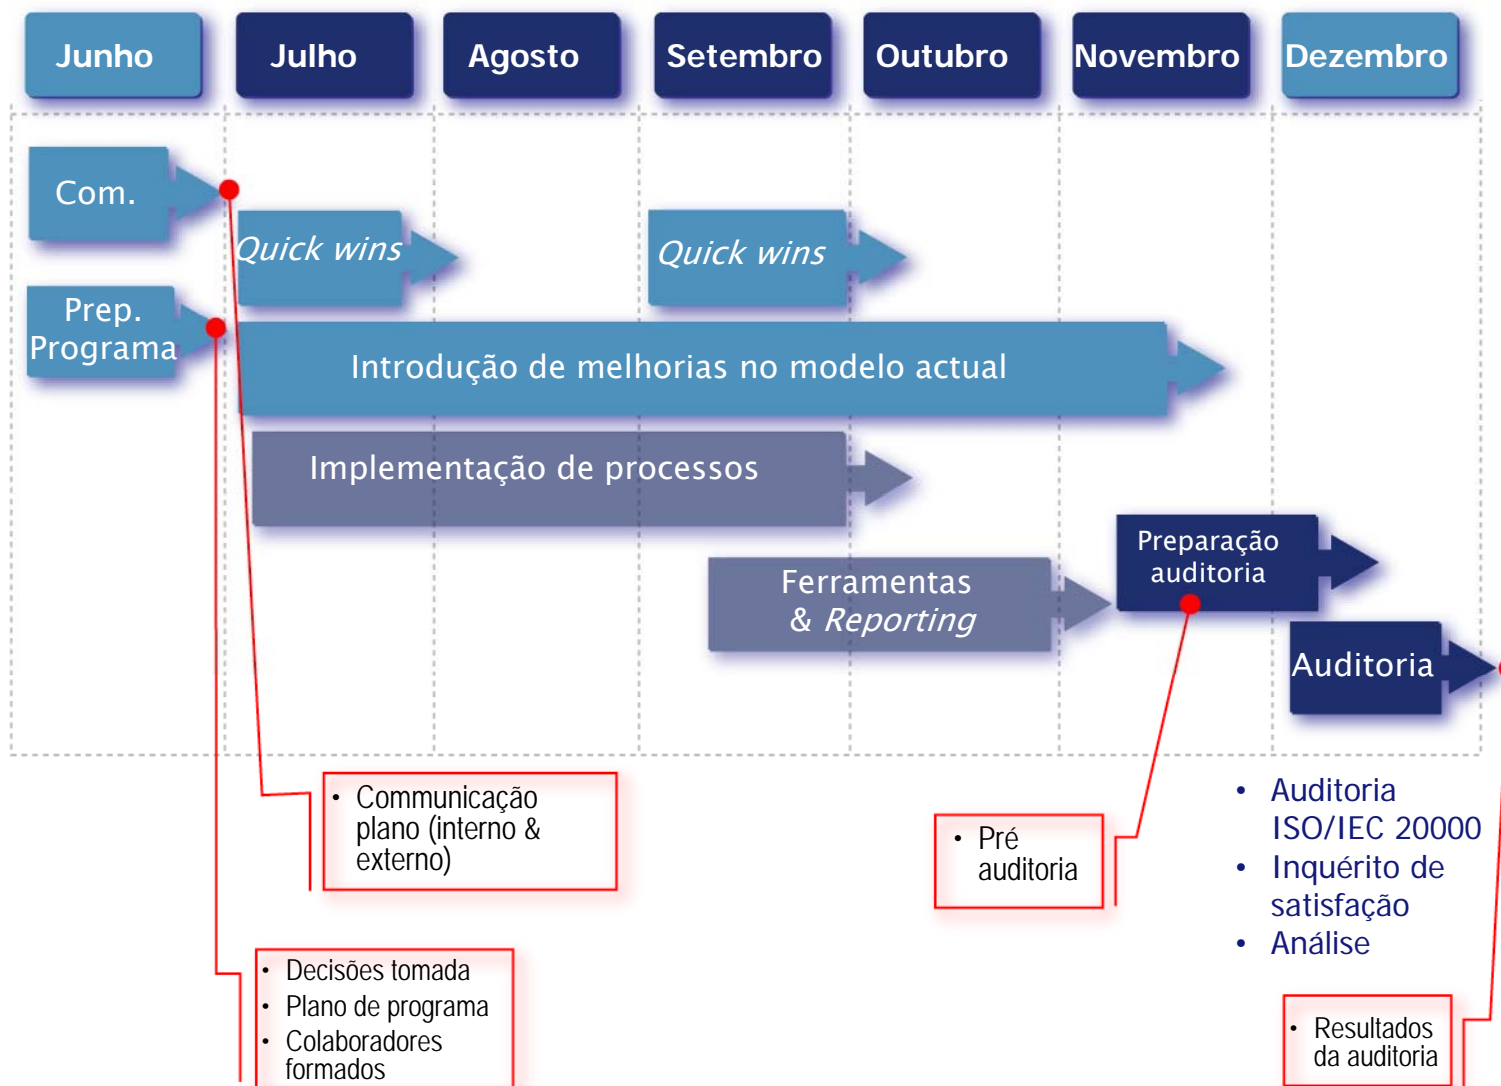 Junho
Julho
Agosto
Setembro
Outubro
Novembro
Dezembro
Com.
Quick wins
Quick wins
Prep.
Programa
Introdução de melhorias no modelo actual
Implementação de processos
Preparação
auditoria
Ferramentas
& Reporting
Auditoria
• Communicação
plano (interno &
externo)
• Pré
auditoria
• Auditoria
ISO/IEC 20000
• Inquérito de
satisfação
• Análise
• Decisões tomada
• Plano de programa
• Colaboradores
formados
• Resultados
da auditoria